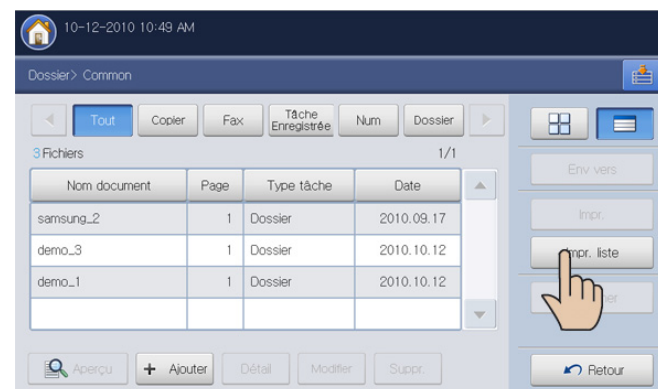 10-12-2010 10:49 AM
Dossier> Common
Tout
Copier
Fax
Tâche
Enregistrée
Num
Dossier
3 Fichiers
1/1
Nom document Page Type tâche Date
samsung_2 1 Dossier 2010.09.17
demo_3 1 Dossier 2010.10.12
demo_1 1 Dossier 2010.10.12
Env vers
Impr.
Impr. liste
Aperçu
+ Ajouter
Détail
Modifier
Suppr.
Retour